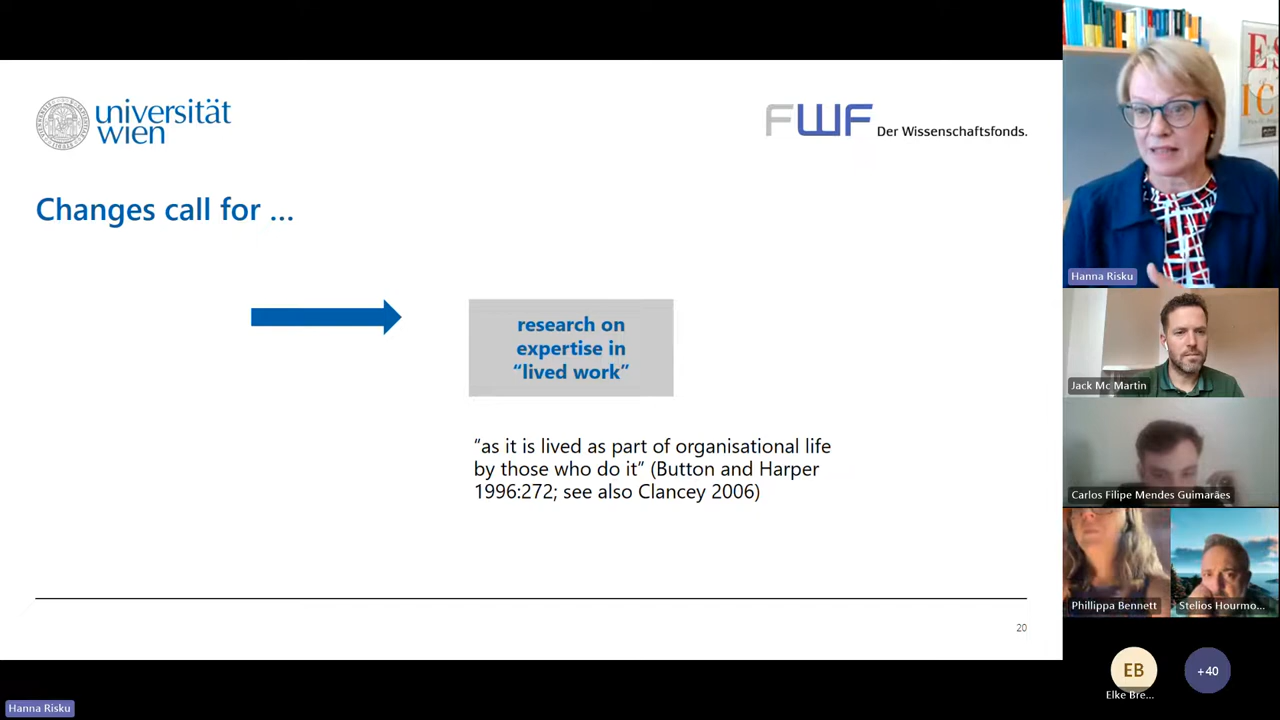 universität
wien
FWF Der Wissenschaftsfonds.
Changes call for ...
research on
expertise in
“lived work”
“as it is lived as part of organisational life
by those who do it” (Button and Harper
1996:272; see also Clancey 2006)
20
Hanna Risku
Hanna Risku
Jack Mc Martin
Carlos Filipe Mendes Guimarães
Phillippa Bennett
Stelios Hourmo...
EB
Elke Bre...
+40